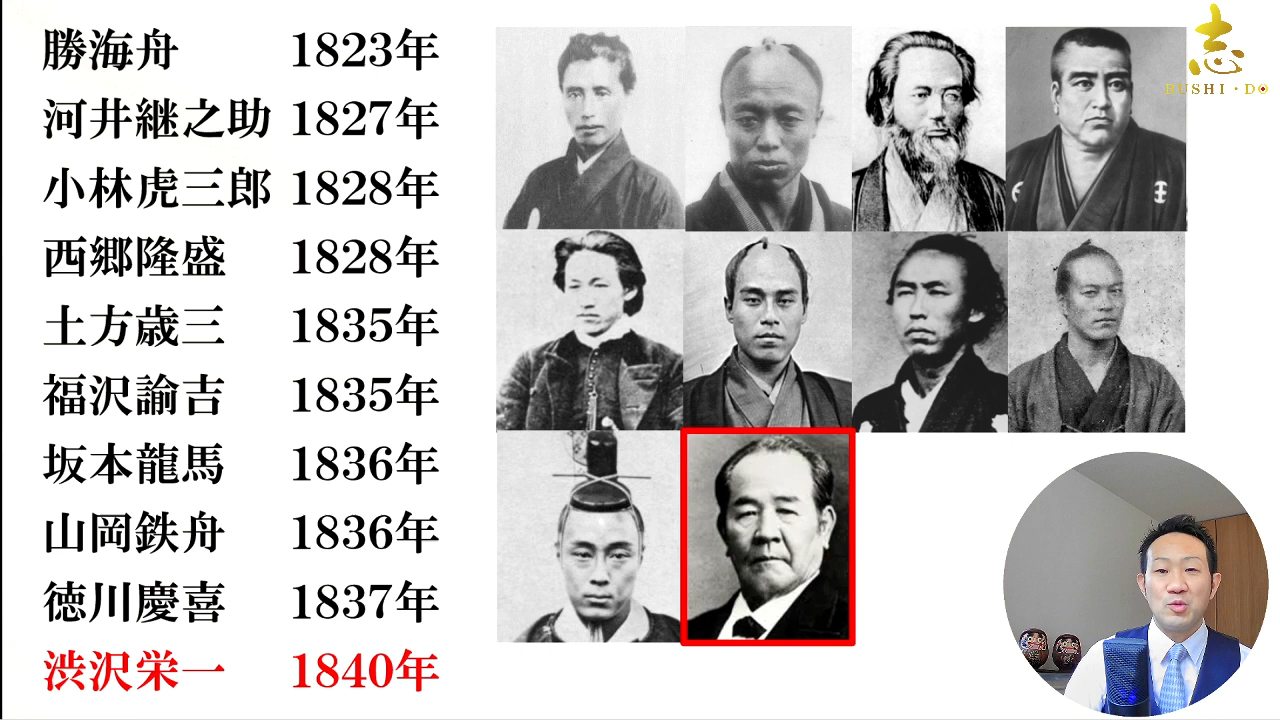 勝海舟 1823年
河井継之助 1827年
小林虎三郎 1828年
西郷隆盛 1828年
土方歳三 1835年
福沢諭吉 1835年
坂本龍馬 1836年
山岡鉄舟 1836年
徳川慶喜 1837年
渋沢栄一 1840年
志
BUSHI・DO